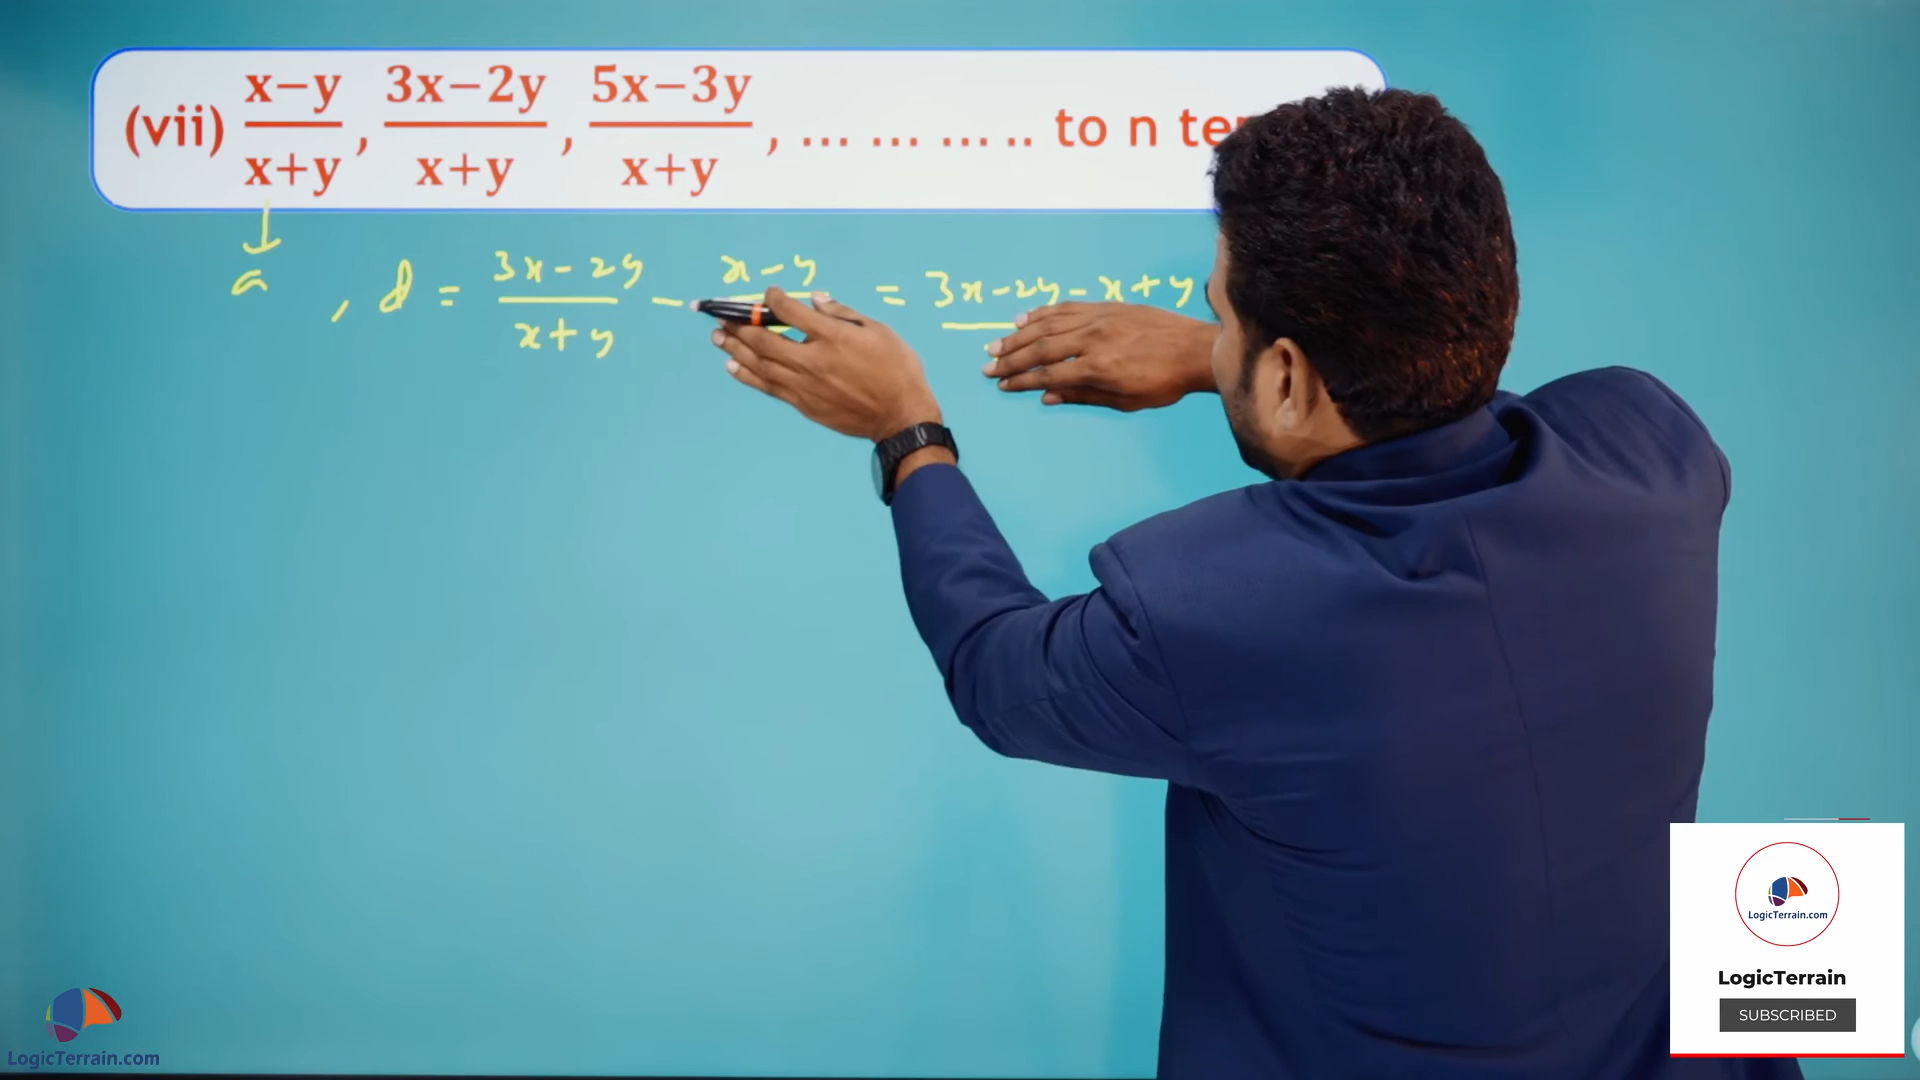 (vii) x−y/x+y , 3x−2y/x+y , 5x−3y/x+y , ... ... ... .. to n te
a , d = 3x-2y/x+y - x-y = 3x-2y-x+y
LogicTerrain.com
LogicTerrain
SUBSCRIBED
LogicTerrain.com